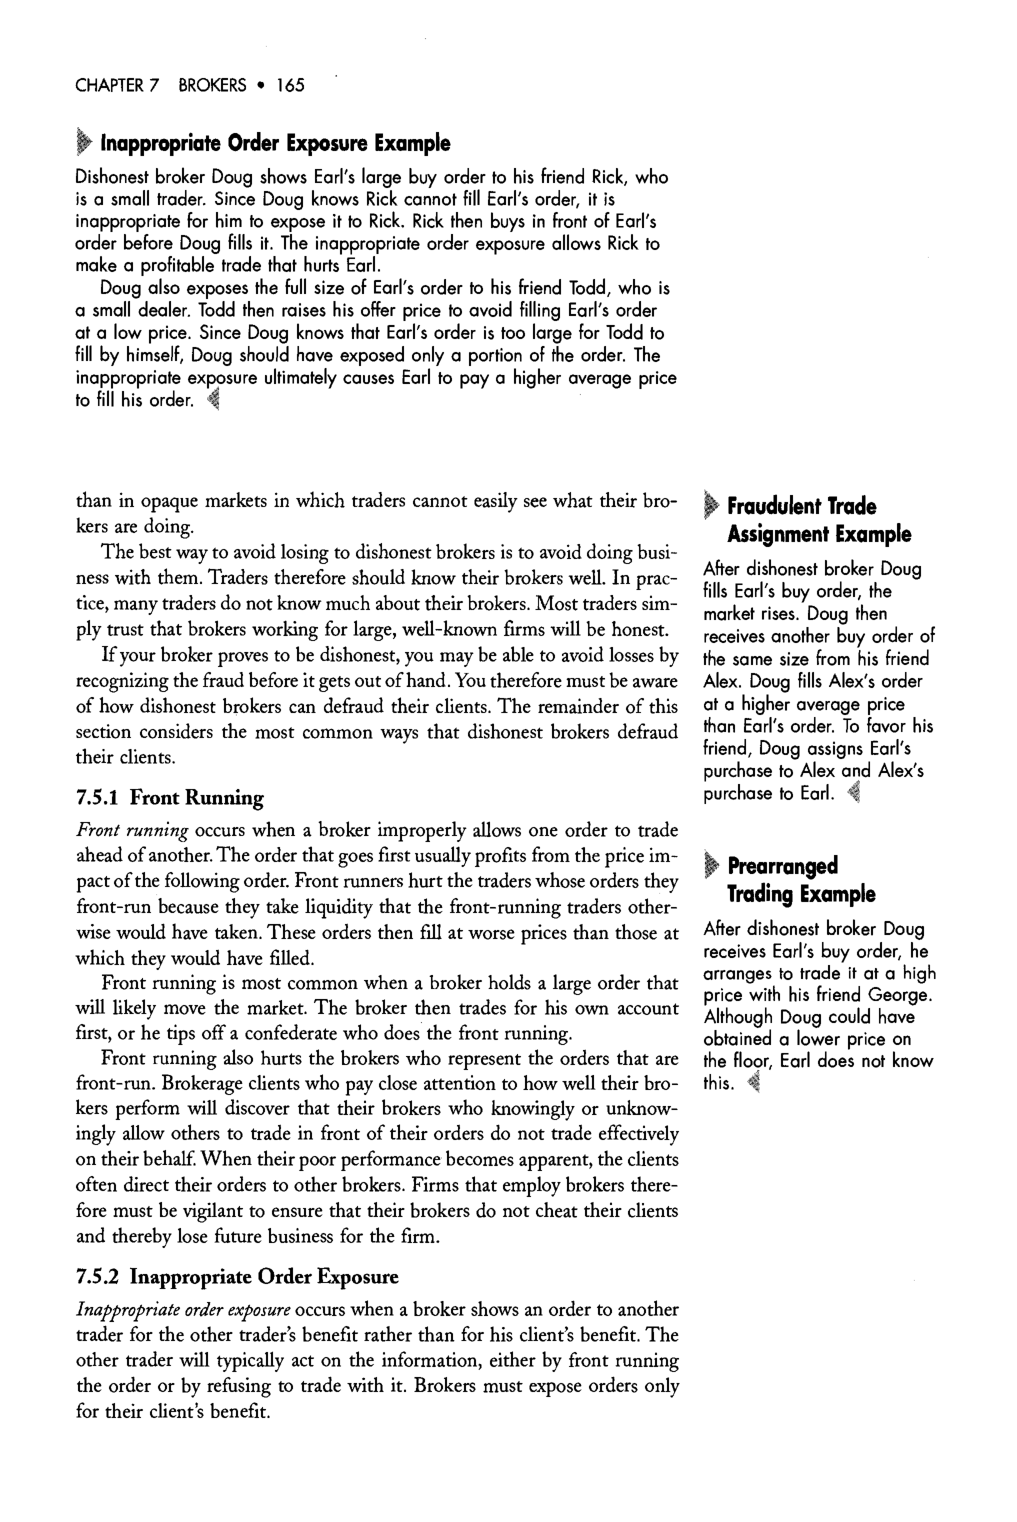 CHAPTER 7 BROKERS • 165
Inappropriate Order Exposure Example
Dishonest broker Doug shows Earl's large buy order to his friend Rick, who
is a small trader. Since Doug knows Rick cannot fill Earl's order, it is
inappropriate for him to expose it to Rick. Rick then buys in front of Earl's
order before Doug fills it. The inappropriate order exposure allows Rick to
make a profitable trade that hurts Earl.
Doug also exposes the full size of Earl's order to his friend Todd, who is
a small dealer. Todd then raises his offer price to avoid filling Earl's order
at a low price. Since Doug knows that Earl's order is too large for Todd to
fill by himself, Doug should have exposed only a portion of the order. The
inappropriate exposure ultimately causes Earl to pay a higher average price
to fill his order.
than in opaque markets in which traders cannot easily see what their bro-
kers are doing.
The best way to avoid losing to dishonest brokers is to avoid doing busi-
ness with them. Traders therefore should know their brokers well. In prac-
tice, many traders do not know much about their brokers. Most traders sim-
ply trust that brokers working for large, well-known firms will be honest.
If your broker proves to be dishonest, you may be able to avoid losses by
recognizing the fraud before it gets out of hand. You therefore must be aware
of how dishonest brokers can defraud their clients. The remainder of this
section considers the most common ways that dishonest brokers defraud
their clients.
7.5.1 Front Running
Front running occurs when a broker improperly allows one order to trade
ahead of another. The order that goes first usually profits from the price im-
pact of the following order. Front runners hurt the traders whose orders they
front-run because they take liquidity that the front-running traders other-
wise would have taken. These orders then fill at worse prices than those at
which they would have filled.
Front running is most common when a broker holds a large order that
will likely move the market. The broker then trades for his own account
first, or he tips off a confederate who does the front running.
Front running also hurts the brokers who represent the orders that are
front-run. Brokerage clients who pay close attention to how well their bro-
kers perform will discover that their brokers who knowingly or unknow-
ingly allow others to trade in front of their orders do not trade effectively
on their behalf. When their poor performance becomes apparent, the clients
often direct their orders to other brokers. Firms that employ brokers there-
fore must be vigilant to ensure that their brokers do not cheat their clients
and thereby lose future business for the firm.
7.5.2 Inappropriate Order Exposure
Inappropriate order exposure occurs when a broker shows an order to another
trader for the other trader's benefit rather than for his client's benefit. The
other trader will typically act on the information, either by front running
the order or by refusing to trade with it. Brokers must expose orders only
for their client's benefit.
Fraudulent Trade
Assignment Example
After dishonest broker Doug
fills Earl's buy order, the
market rises. Doug then
receives another buy order of
the same size from his friend
Alex. Doug fills Alex's order
at a higher average price
than Earl's order. To favor his
friend, Doug assigns Earl's
purchase to Alex and Alex's
purchase to Earl.
Prearranged
Trading Example
After dishonest broker Doug
receives Earl's buy order, he
arranges to trade it at a high
price with his friend George.
Although Doug could have
obtained a lower price on
the floor, Earl does not know
this.